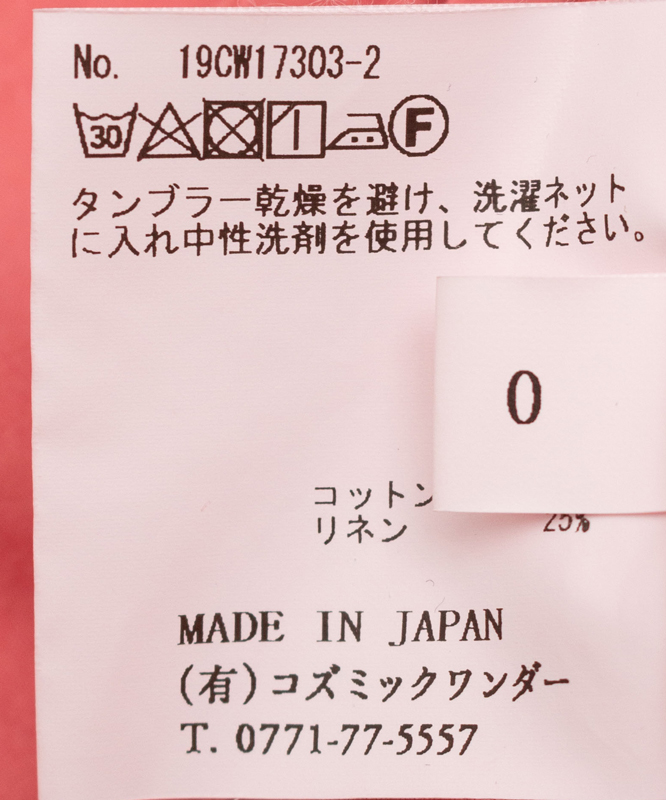 No. 19CW17303-2
30 F
タンブラー乾燥を避け、洗濯ネット
に入れ中性洗剤を使用してください。
0
コットン
リネン 25%
MADE IN JAPAN
(有)コズミックワンダー
T. 0771-77-5557